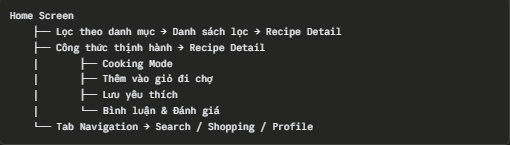 Home Screen
├── Lọc theo danh mục → Danh sách lọc → Recipe Detail
├── Công thức thịnh hành → Recipe Detail
│ ├── Cooking Mode
│ ├── Thêm vào giỏ đi chợ
│ ├── Lưu yêu thích
│ └── Bình luận & Đánh giá
└── Tab Navigation → Search / Shopping / Profile